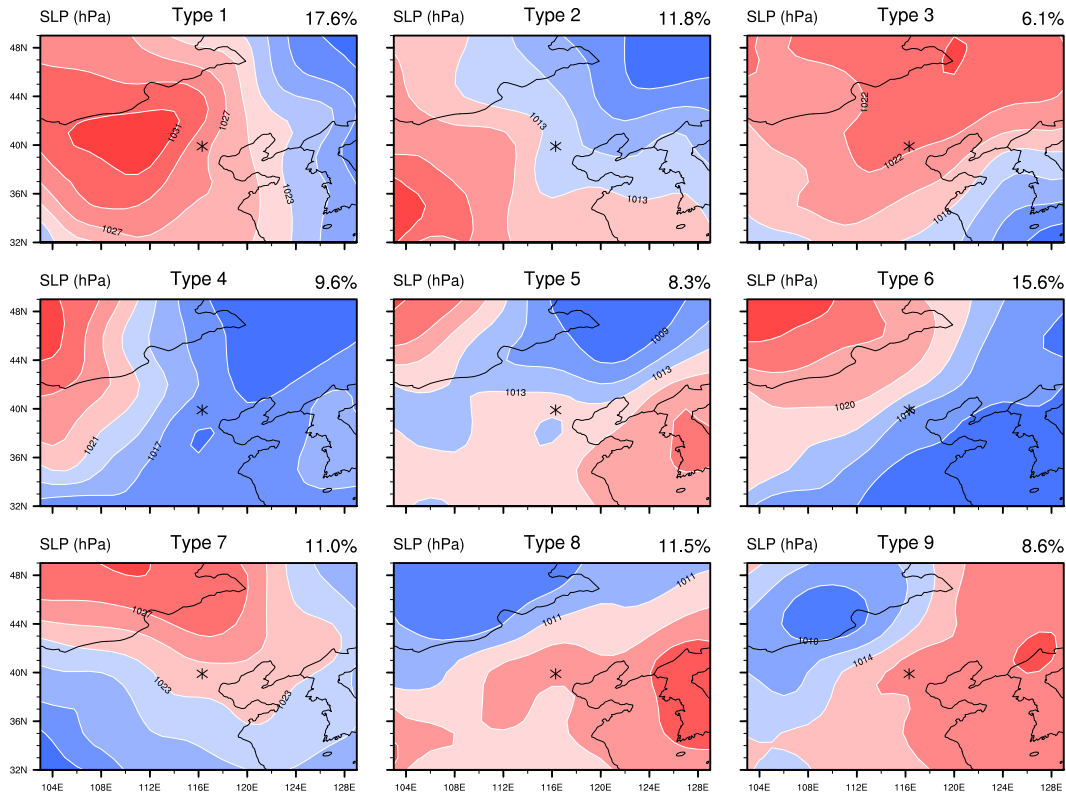 SLP (hPa) Type 1 17.6% SLP (hPa) Type 2 11.8% SLP (hPa) Type 3 6.1%
48N
44N
40N
36N
32N
1031
1027
1023
1027
1013
1013
1022
1022
1018
SLP (hPa) Type 4 9.6% SLP (hPa) Type 5 8.3% SLP (hPa) Type 6 15.6%
48N
44N
40N
36N
32N
1021
1017
1009
1013
1013
1020
SLP (hPa) Type 7 11.0% SLP (hPa) Type 8 11.5% SLP (hPa) Type 9 8.6%
48N
44N
40N
36N
32N
1027
1023
1023
1011
1011
1010
1014
104E 108E 112E 116E 120E 124E 128E 104E 108E 112E 116E 120E 124E 128E 104E 108E 112E 116E 120E 124E 128E